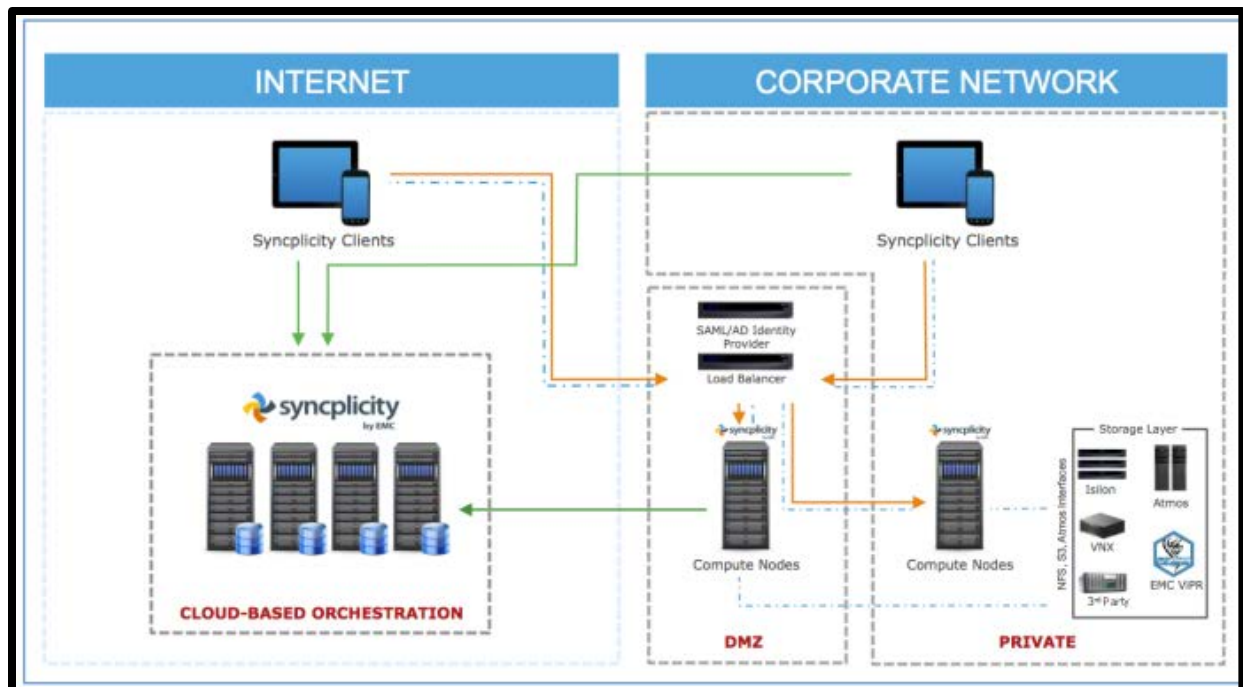 INTERNET
CORPORATE NETWORK
Syncplicity Clients
Syncplicity Clients
SAML/AD Identity
Provider
Load Balancer
syncplicity
by EMC
syncplicity
syncplicity
Storage Layer
Isilon
Atmos
NFS, S3, Atmos Interfaces
VNX
EMC ViPR
3rd Party
Compute Nodes
Compute Nodes
CLOUD-BASED ORCHESTRATION
DMZ
PRIVATE